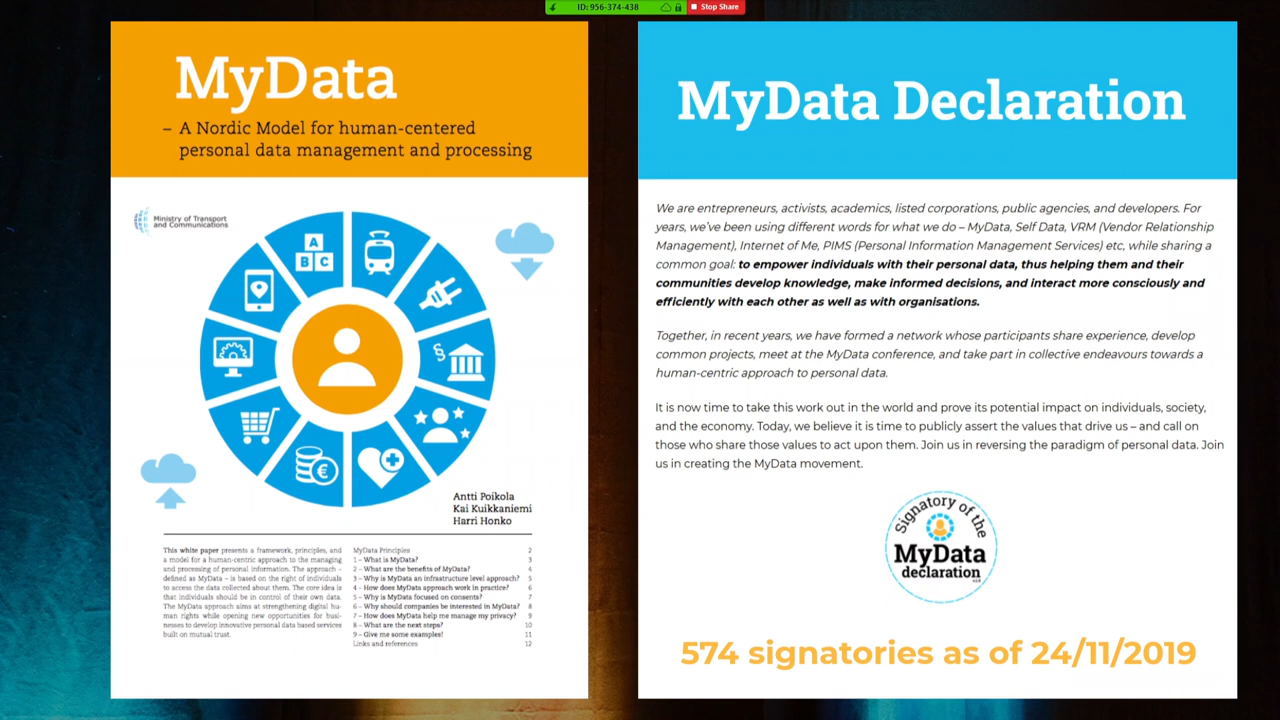 ID: 956-374-438
Stop Share
MyData
– A Nordic Model for human-centered
personal data management and processing
Ministry of Transport
and Communications
A
B C
§
€
Antti Poikola
Kai Kuikkaniemi
Harri Honko
This white paper presents a framework, principles, and
a model for a human-centric approach to the managing
and processing of personal information. The approach –
defined as MyData – is based on the right of individuals
to access the data collected about them. The core idea is
that individuals should be in control of their own data.
The MyData approach aims at strengthening digital hu-
man rights while opening new opportunities for busi-
nesses to develop innovative personal data based services
built on mutual trust.
MyData Principles 2
1 – What is MyData? 3
2 – What are the benefits of MyData? 4
3 – Why is MyData an infrastructure level approach? 5
4 – How does MyData approach work in practice? 6
5 – Why is MyData focused on consents? 7
6 – Why should companies be interested in MyData? 8
7 – How does MyData help me manage my privacy? 9
8 – What are the next steps? 10
9 – Give me some examples! 11
Links and references 12
MyData Declaration
We are entrepreneurs, activists, academics, listed corporations, public agencies, and developers. For
years, we've been using different words for what we do – MyData, Self Data, VRM (Vendor Relationship
Management), Internet of Me, PIMS (Personal Information Management Services) etc, while sharing a
common goal: to empower individuals with their personal data, thus helping them and their
communities develop knowledge, make informed decisions, and interact more consciously and
efficiently with each other as well as with organisations.
Together, in recent years, we have formed a network whose participants share experience, develop
common projects, meet at the MyData conference, and take part in collective endeavours towards a
human-centric approach to personal data.
It is now time to take this work out in the world and prove its potential impact on individuals, society,
and the economy. Today, we believe it is time to publicly assert the values that drive us – and call on
those who share those values to act upon them. Join us in reversing the paradigm of personal data. Join
us in creating the MyData movement.
Signatory of the
MyData
declaration
574 signatories as of 24/11/2019